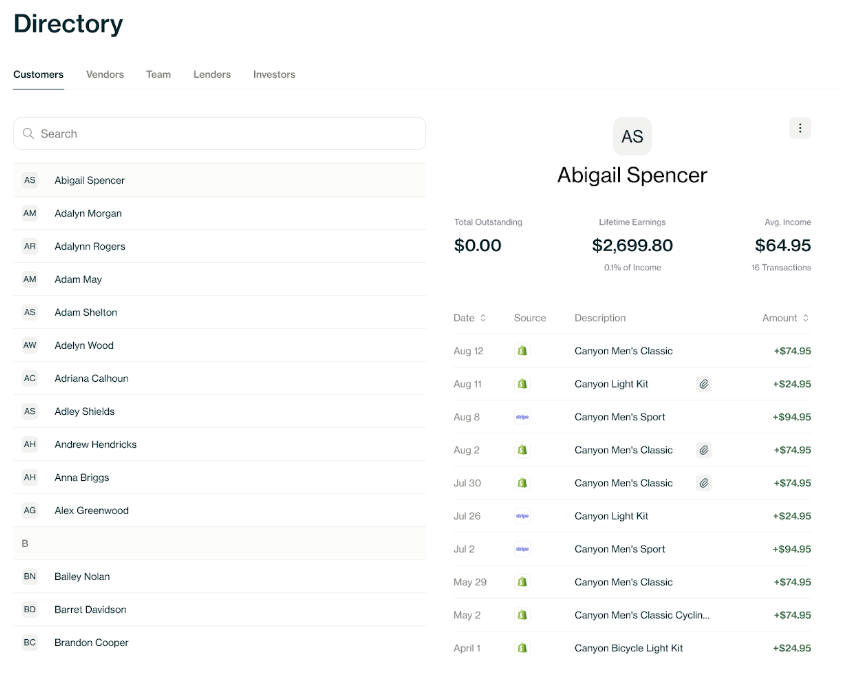 Directory
Customers Vendors Team Lenders Investors
Search
AS Abigail Spencer
AM Adalyn Morgan
AR Adalynn Rogers
AM Adam May
AS Adam Shelton
AW Adelyn Wood
AC Adriana Calhoun
AS Adley Shields
AH Andrew Hendricks
AH Anna Briggs
AG Alex Greenwood
B
BN Bailey Nolan
BD Barret Davidson
BC Brandon Cooper
AS
Abigail Spencer
Total Outstanding Lifetime Earnings Avg. Income
$0.00 $2,699.80 $64.95
0.1% of Income 16 Transactions
Date Source Description Amount
Aug 12 Canyon Men's Classic +$74.95
Aug 11 Canyon Light Kit +$24.95
Aug 8 stripe Canyon Men's Sport +$94.95
Aug 2 Canyon Men's Classic +$74.95
Jul 30 Canyon Men's Classic +$74.95
Jul 26 stripe Canyon Light Kit +$24.95
Jul 2 stripe Canyon Men's Sport +$94.95
May 29 Canyon Men's Classic +$74.95
May 2 Canyon Men's Classic Cyclin... +$74.95
April 1 Canyon Bicycle Light Kit +$24.95